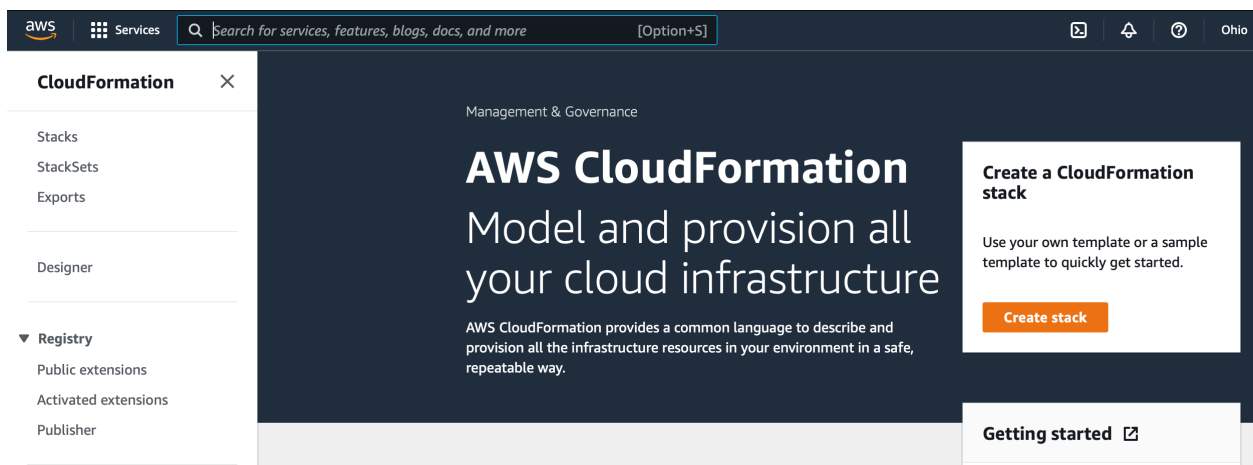 aws
Services
Search for services, features, blogs, docs, and more
[Option+S]
Ohio
CloudFormation
Stacks
StackSets
Exports
Designer
Registry
Public extensions
Activated extensions
Publisher
Management & Governance
AWS CloudFormation
Model and provision all
your cloud infrastructure
AWS CloudFormation provides a common language to describe and
provision all the infrastructure resources in your environment in a safe,
repeatable way.
Create a CloudFormation
stack
Use your own template or a sample
template to quickly get started.
Create stack
Getting started